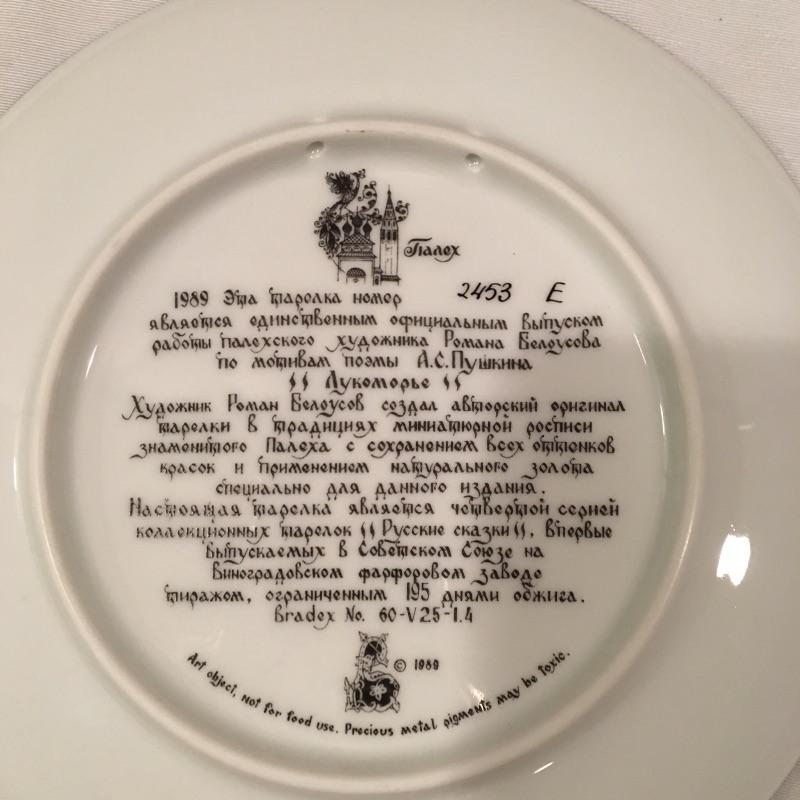 Палех
1989 Эта тарелка номер 2453 Е
является единственным официальным выпуском
работы палехского художника Романа Белоусова
по мотивам поэмы А.С.Пушкина
"Лукоморье"
Художник Роман Белоусов создал авторский оригинал
тарелки в традициях миниатюрной росписи
знаменитого Палеха с сохранением всех оттенков
красок и применением натурального золота
специально для данного издания.
Настоящая тарелка является четвертой серией
коллекционных тарелок "Русские сказки", впервые
выпускаемых в Советском Союзе на
Виноградовском фарфоровом заводе
тиражом, ограниченным 195 днями обжига.
Bradex No. 60-V25-1.4
© 1989
Art object, not for food use. Precious metal pigments may be toxic.